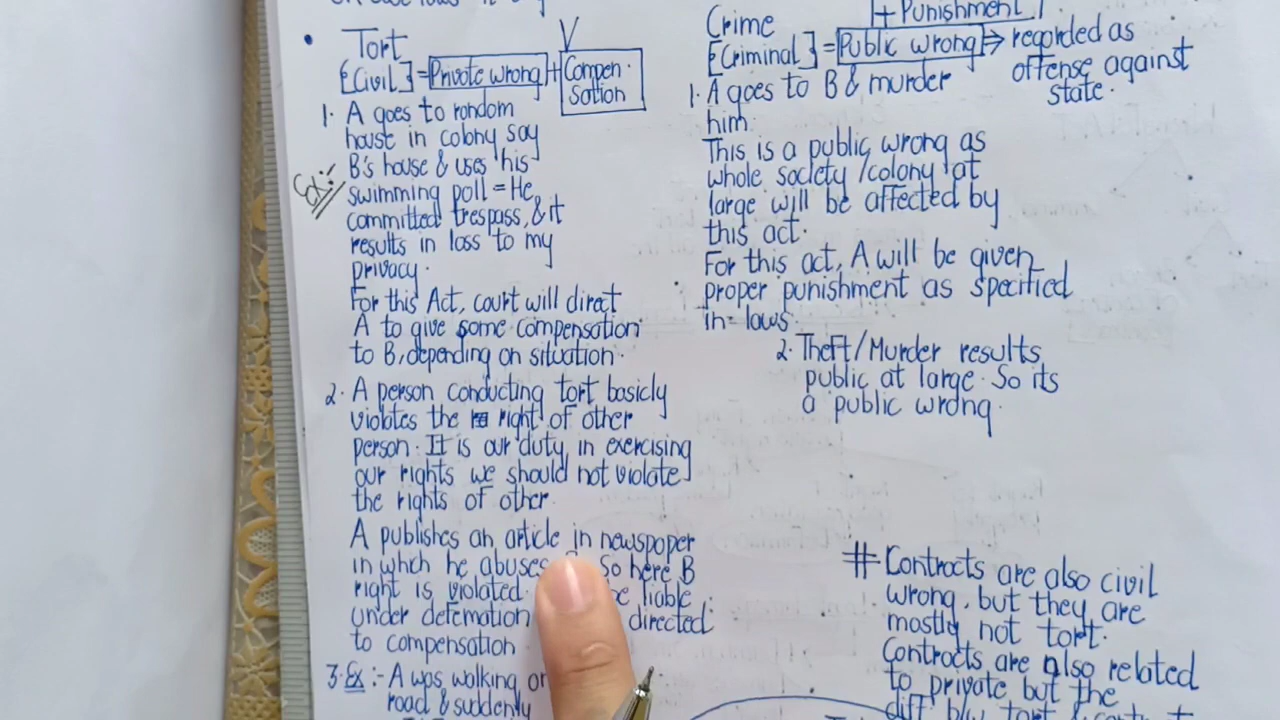 • Tort
[Civil] = Private wrong + Compen-
sation
V
1. A goes to random
house in colony say
B's house & uses his
Ex:-
swimming poll = He
committed trespass, & it
results in loss to my
privacy.
For this Act, court will direct
A to give some compensation
to B, depending on situation.
2. A person conducting tort basicly
violates the right of other
person. It is our duty, in exercising
our rights we should not violate
the rights of other.
A publishes an article in newspaper
in which he abuses So here B
right is violated. be liable
under defemation directed
to compensation
3. Ex:- A was walking on
road & suddenly
Crime + Punishment
[Criminal] = Public wrong → regorded as
offense against
state.
1. A goes to B & murder
him.
This is a public wrong as
whole society /colony at
large will be affected by
this act.
For this act, A will be given
proper punishment as specified
in laws.
2. Theft/Murder results
public at large. So its
a public wrong.
# Contracts are also civil
wrong, but they are
mostly not tort.
Contracts are also related
to private but the
diff b/w tort